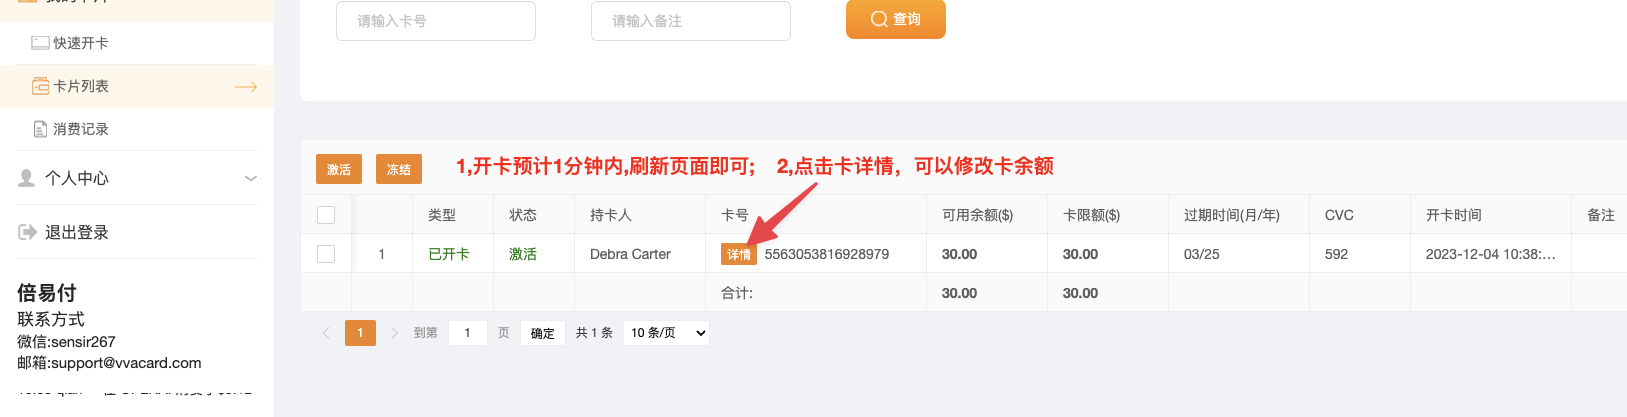 请输入卡号
请输入备注
查询
快速开卡
卡片列表
消费记录
个人中心
退出登录
倍易付
联系方式
微信:sensir267
邮箱:support@vvacard.com
激活 冻结 1,开卡预计1分钟内,刷新页面即可; 2,点击卡详情，可以修改卡余额
类型 状态 持卡人 卡号 可用余额($) 卡限额($) 过期时间(月/年) CVC 开卡时间 备注
1 已开卡 激活 Debra Carter 详情 5563053816928979 30.00 30.00 03/25 592 2023-12-04 10:38:...
合计: 30.00 30.00
1 到第 1 页 确定 共 1 条 10 条/页